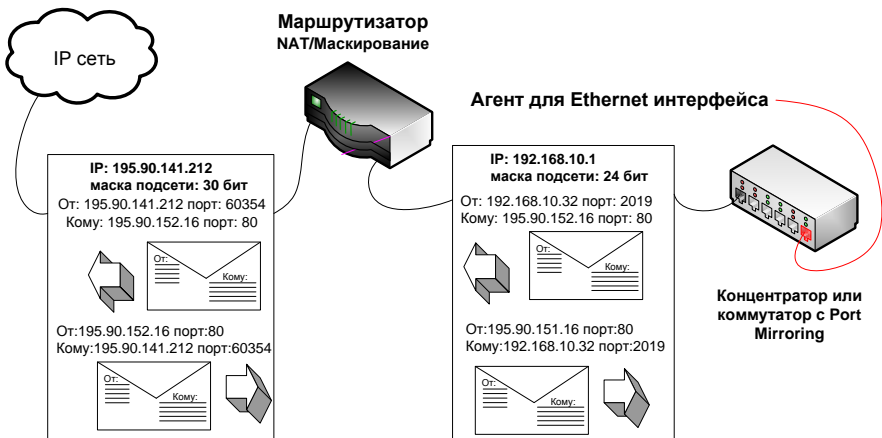 IP сеть
Маршрутизатор
NAT/Маскирование
Агент для Ethernet интерфейса
IP: 195.90.141.212
маска подсети: 30 бит
От: 195.90.141.212 порт: 60354
Кому: 195.90.152.16 порт: 80
От:
Кому:
От:195.90.152.16 порт:80
Кому:195.90.141.212 порт:60354
От:
Кому:
IP: 192.168.10.1
маска подсети: 24 бит
От: 192.168.10.32 порт: 2019
Кому: 195.90.152.16 порт: 80
От:
Кому:
От:195.90.151.16 порт:80
Кому:192.168.10.32 порт:2019
От:
Кому:
Концентратор или
коммутатор с Port
Mirroring